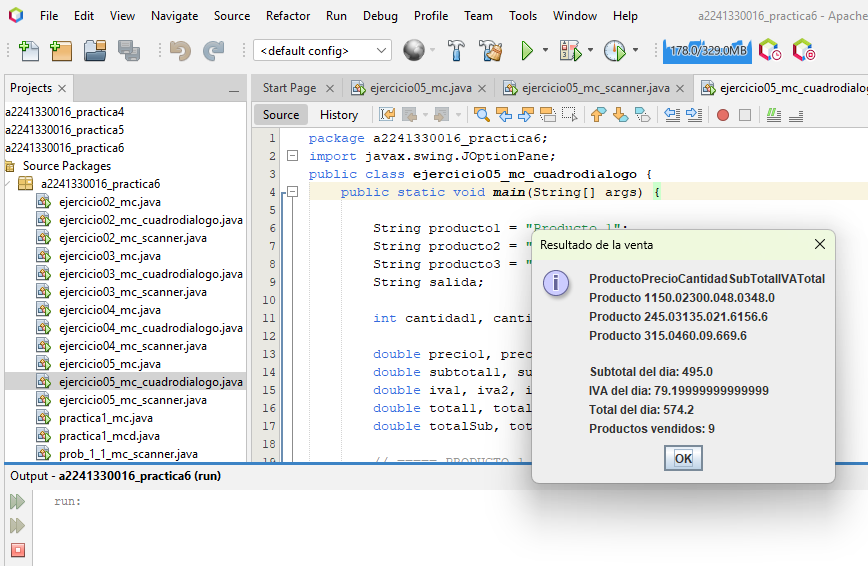 File Edit View Navigate Source Refactor Run Debug Profile Team Tools Window Help a2241330016_practica6 - Apache
<default config> 178.0/329.0MB
Projects Start Page ejercicio05_mc.java ejercicio05_mc_scanner.java ejercicio05_mc_cuadrodialogo
a2241330016_practica4
a2241330016_practica5
a2241330016_practica6
Source Packages
a2241330016_practica6
ejercicio02_mc.java
ejercicio02_mc_cuadrodialogo.java
ejercicio02_mc_scanner.java
ejercicio03_mc.java
ejercicio03_mc_cuadrodialogo.java
ejercicio03_mc_scanner.java
ejercicio04_mc.java
ejercicio04_mc_cuadrodialogo.java
ejercicio04_mc_scanner.java
ejercicio05_mc.java
ejercicio05_mc_cuadrodialogo.java
ejercicio05_mc_scanner.java
practica1_mc.java
practica1_mcd.java
prob_1_1_mc_scanner.java
Source History
1 package a2241330016_practica6;
2 import javax.swing.JOptionPane;
3 public class ejercicio05_mc_cuadrodialogo {
4 public static void main(String[] args) {
5
6 String producto1 = "Producto 1";
7 String producto2 = "
8 String producto3 = "
9 String salida;
10
11 int cantidad1, canti
12
13 double precio1, prec
14 double subtotal1, su
15 double iva1, iva2, i
16 double total1, total
17 double totalSub, tot
18
19 // ===== PRODUCTO 1
Resultado de la venta
ProductoPrecioCantidadSubTotalIVATotal
Producto 1150.02300.048.0348.0
Producto 245.03135.021.6156.6
Producto 315.0460.09.669.6
Subtotal del dia: 495.0
IVA del dia: 79.19999999999999
Total del dia: 574.2
Productos vendidos: 9
OK
Output - a2241330016_practica6 (run)
run: